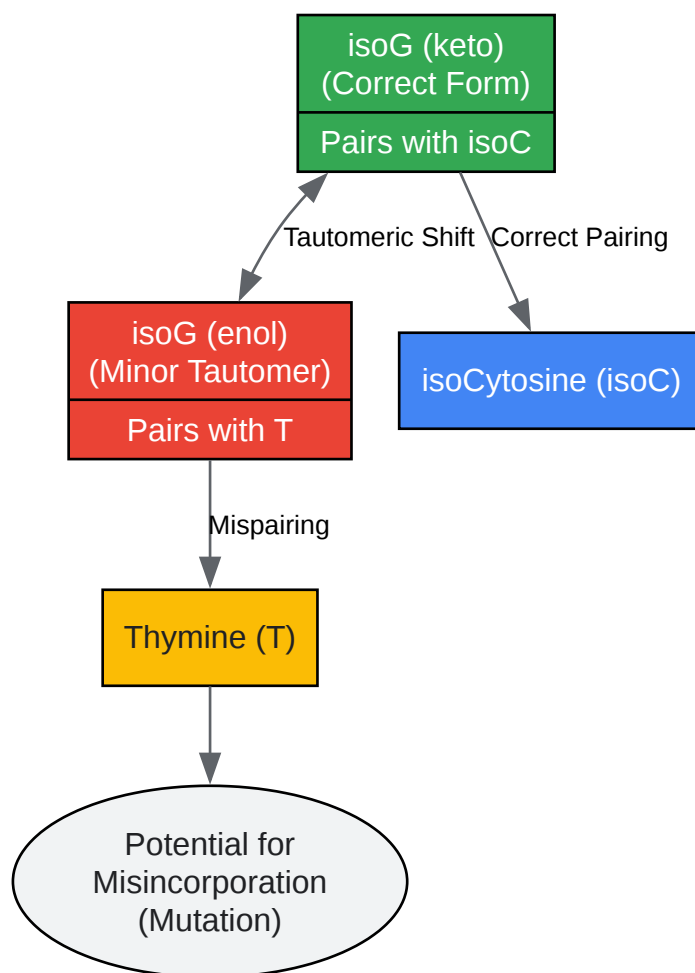 isoG (keto)
(Correct Form)
Pairs with isoC
Tautomeric Shift
Correct Pairing
isoG (enol)
(Minor Tautomer)
Pairs with T
isoCytosine (isoC)
Mispairing
Thymine (T)
Potential for
Misincorporation
(Mutation)